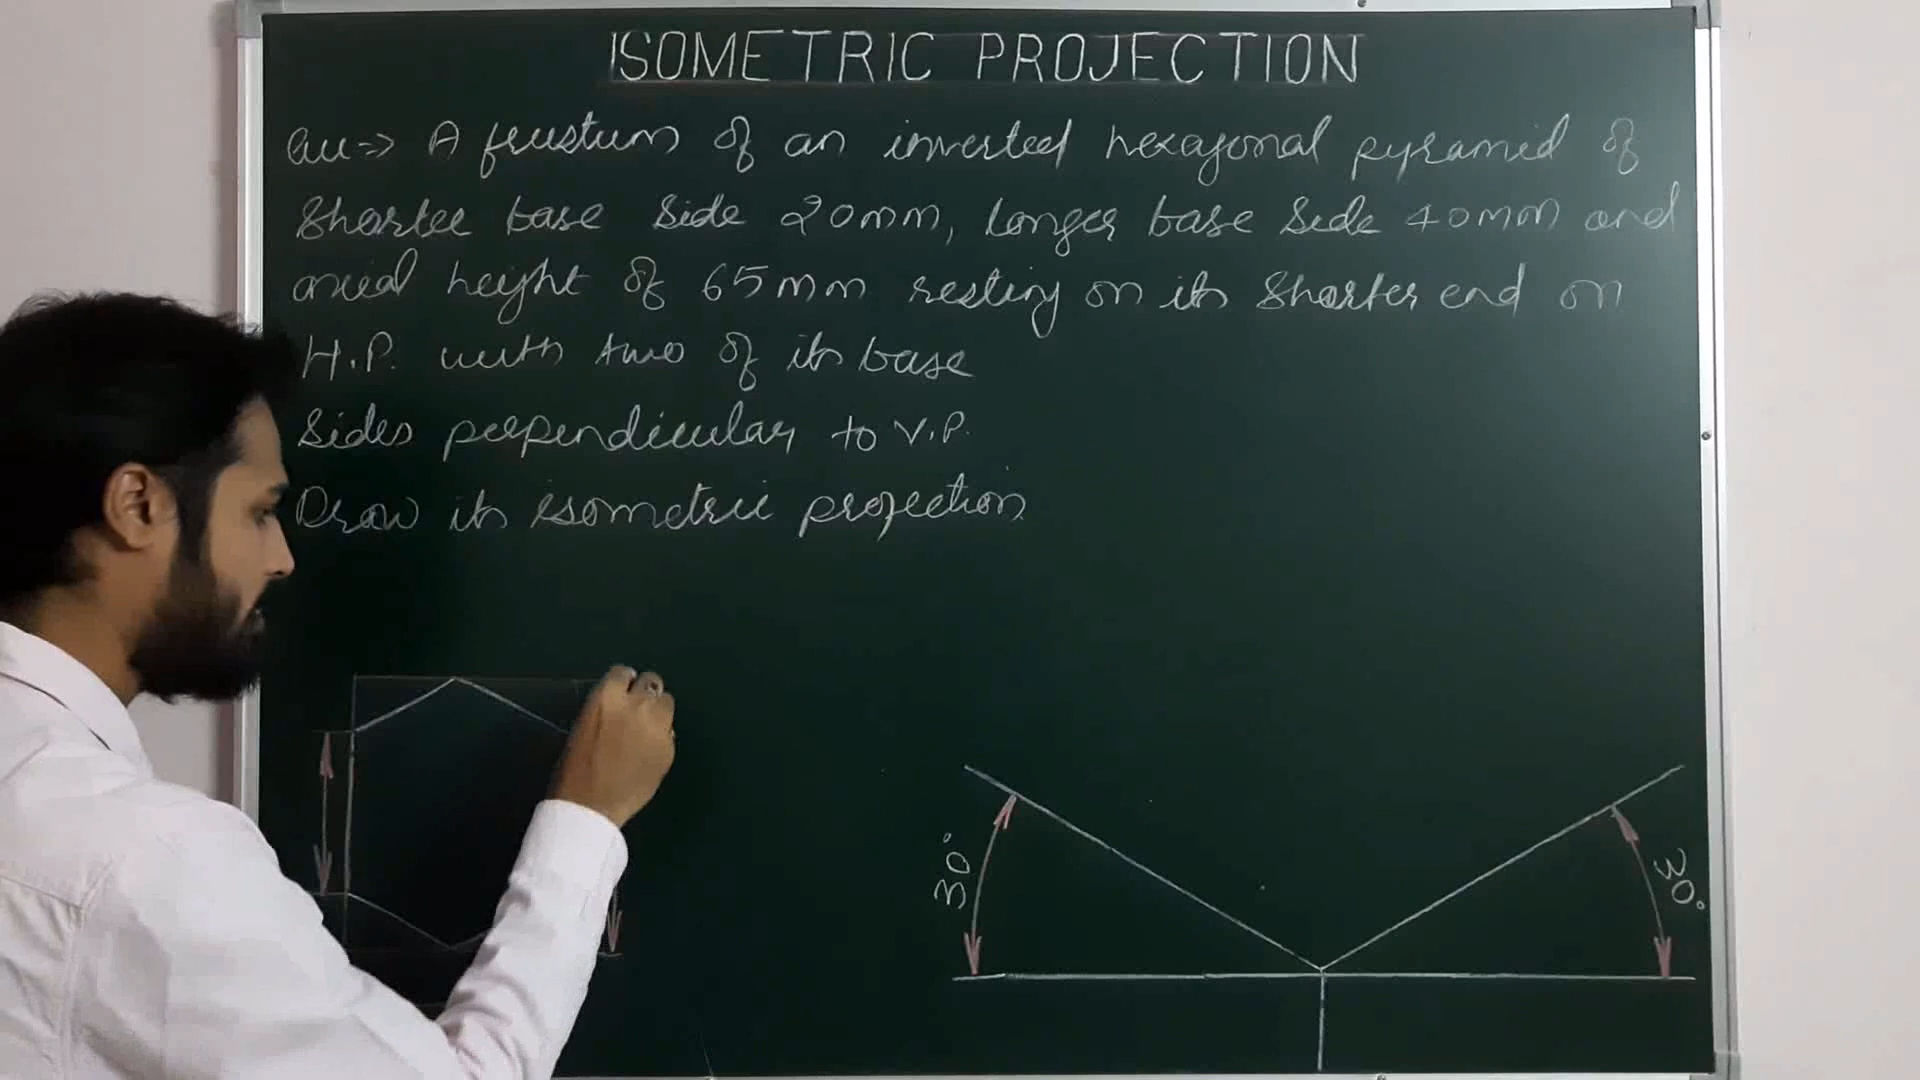 ISOMETRIC PROJECTION
Qu⇒ A frustum of an inverted hexagonal pyramid of
Shorter base side 20mm, longer base side 40mm and
axial height of 65mm resting on its shorter end on
H.P. with two of its base
Sides perpendicular to V.P.
Draw its isometric projection
30°
30°